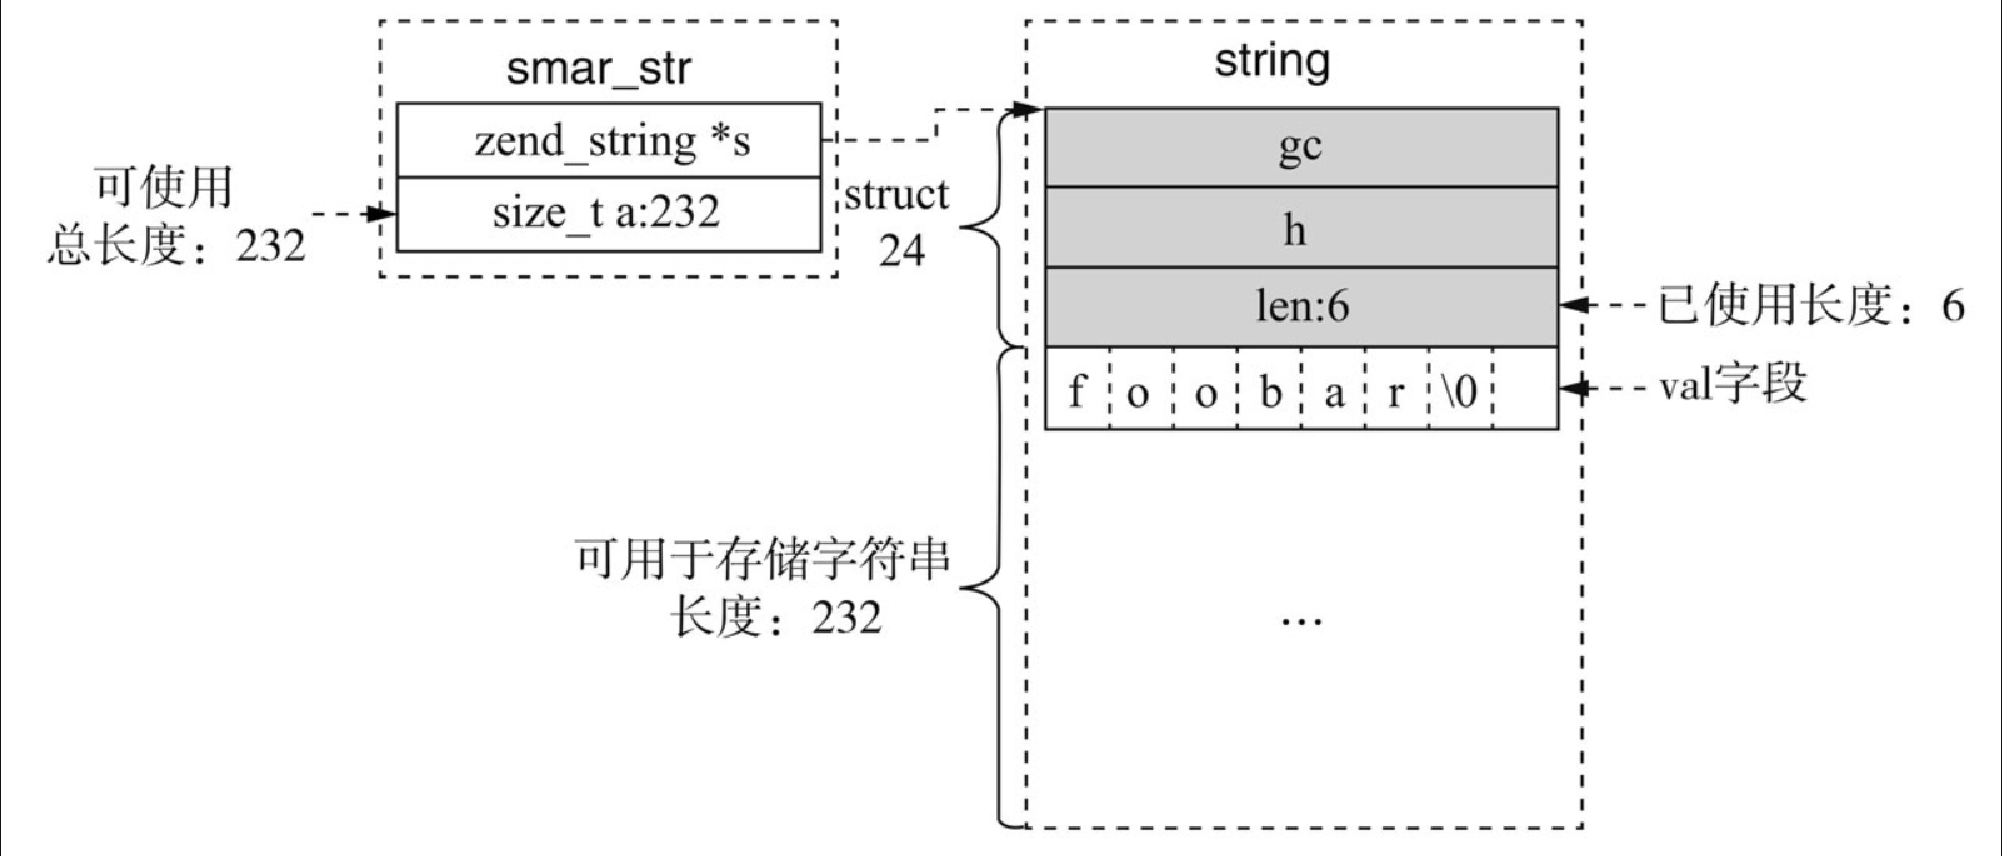 smar_str
zend_string *s
size_t a:232
可使用
总长度：232
string
struct
24
gc
h
len:6
已使用长度：6
f o o b a r \0
val字段
可用于存储字符串
长度：232
...